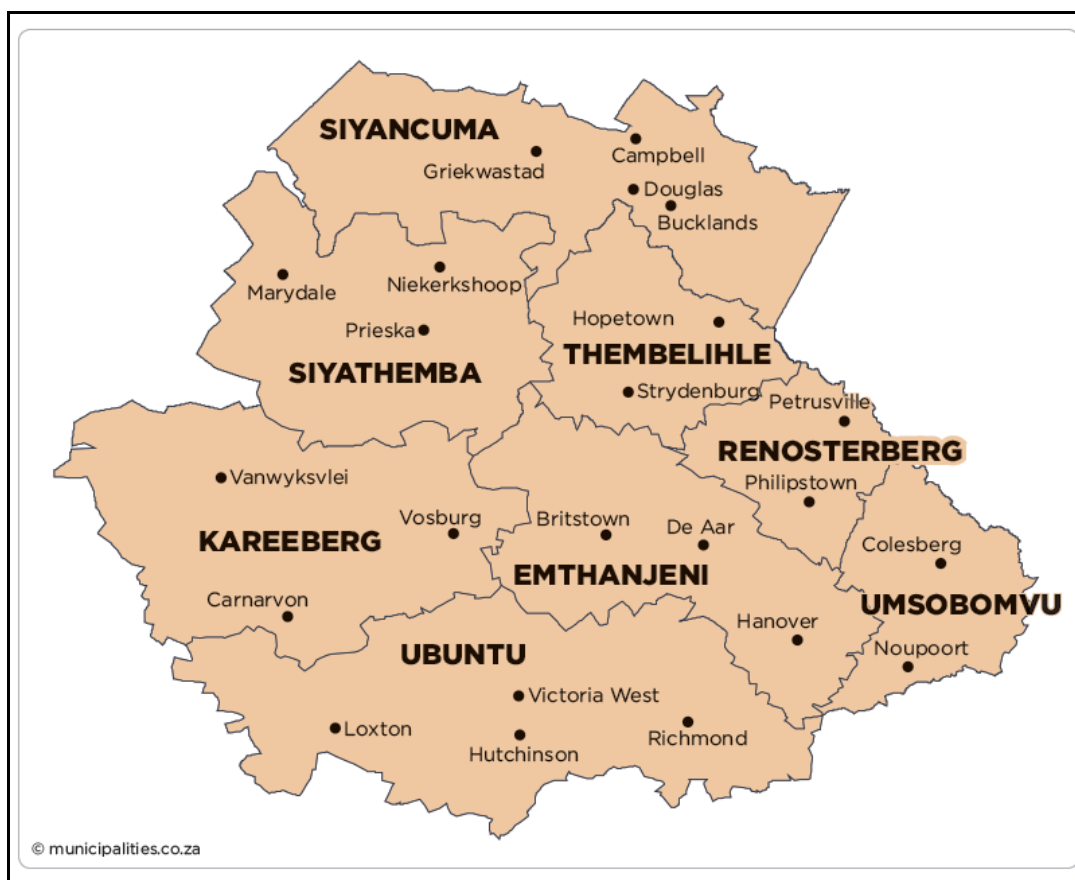 SIYANCUMA
Campbell
Griekwastad
Douglas
Bucklands
Marydale
Niekerkshoop
Hopetown
Prieska
THEMBELIHLE
SIYATHEMBA
Strydenburg
Petrusville
RENOSTERBERG
Vanwyksvlei
Philipstown
Vosburg
Britstown
De Aar
KAREEBERG
Colesberg
EMTHANJENI
Carnarvon
UMSOBOMVU
Hanover
UBUNTU
Noupoort
Victoria West
Loxton
Richmond
Hutchinson
© municipalities.co.za